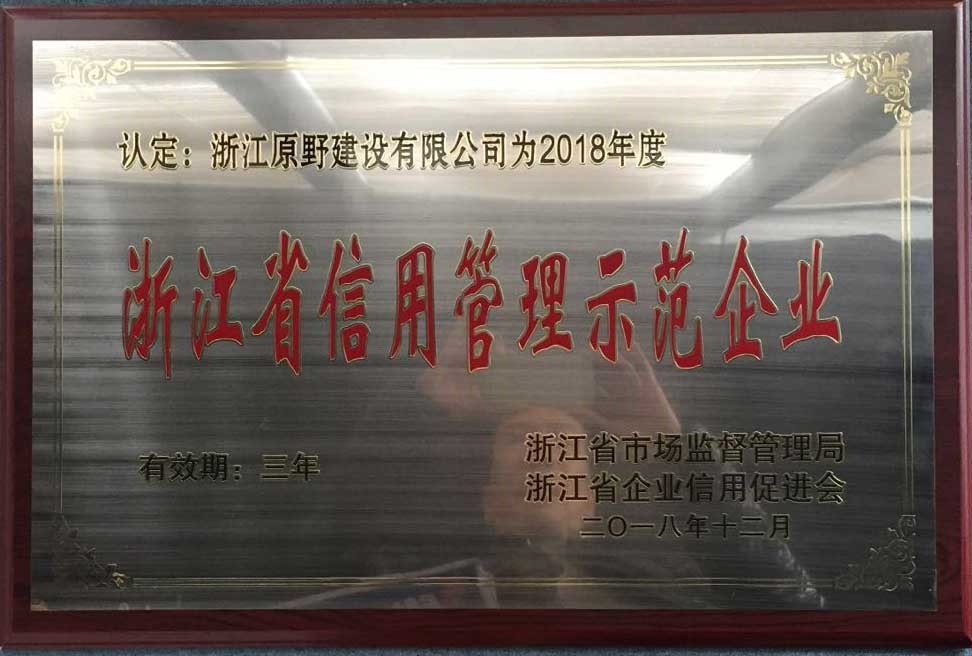 认定：浙江原野建设有限公司为2018年度
浙江省信用管理示范企业
有效期：三年
浙江省市场监督管理局
浙江省企业信用促进会
二〇一八年十二月